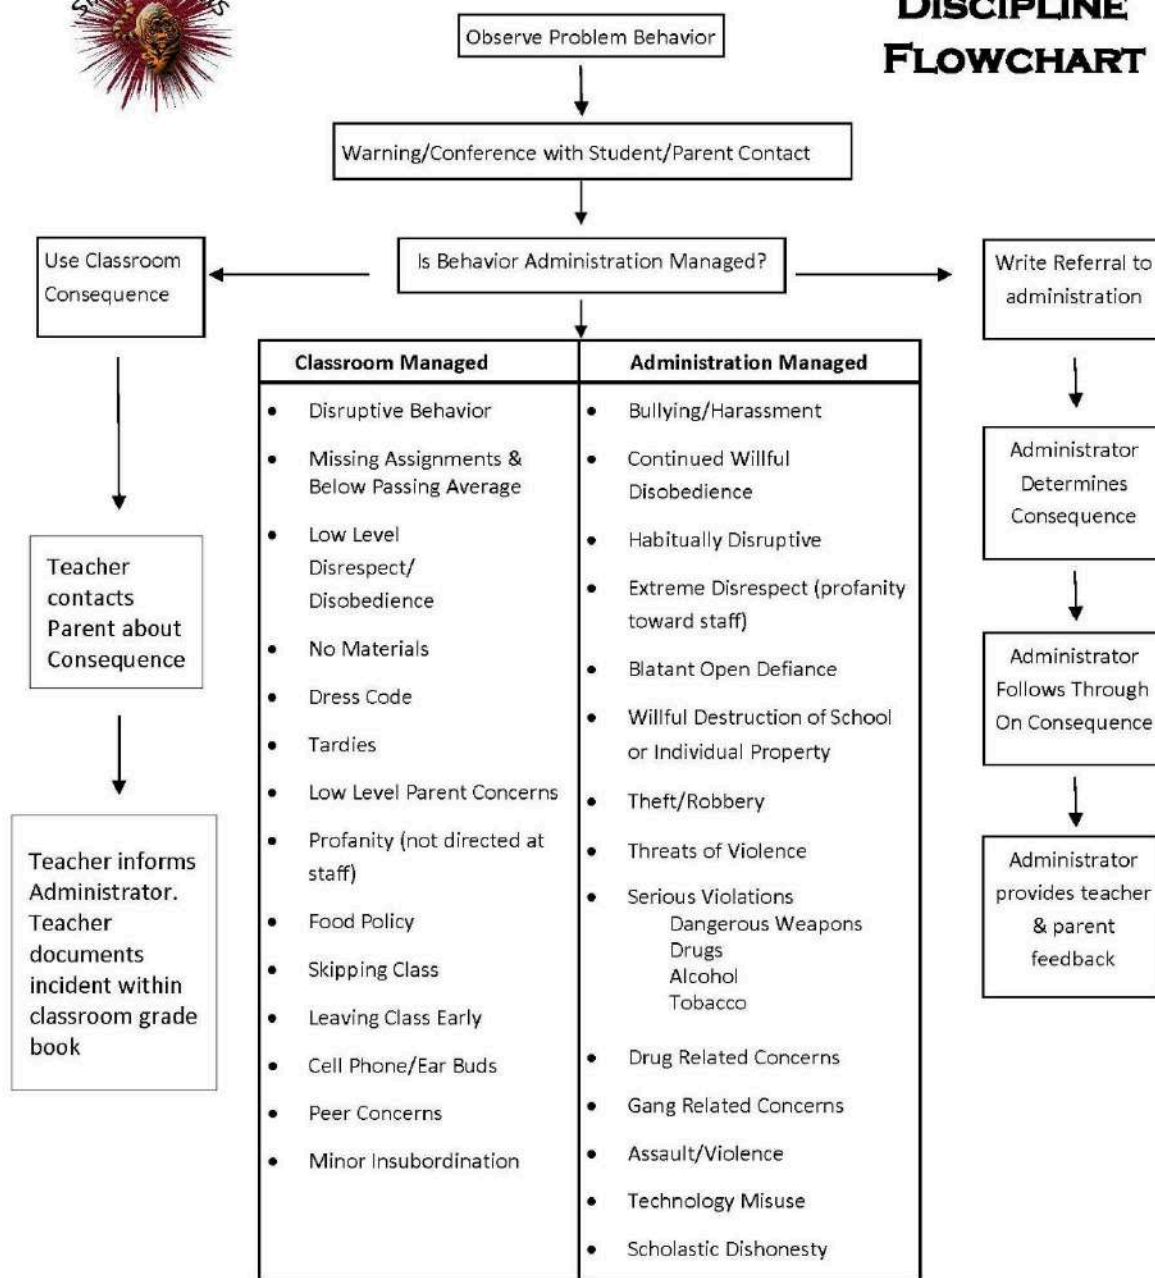 DISCIPLINE
FLOWCHART
Observe Problem Behavior
Warning/Conference with Student/Parent Contact
Is Behavior Administration Managed?
Use Classroom
Consequence
Teacher
contacts
Parent about
Consequence
Teacher informs
Administrator.
Teacher
documents
incident within
classroom grade
book
Classroom Managed
• Disruptive Behavior
• Missing Assignments &
Below Passing Average
• Low Level
Disrespect/
Disobedience
• No Materials
• Dress Code
• Tardies
• Low Level Parent Concerns
• Profanity (not directed at
staff)
• Food Policy
• Skipping Class
• Leaving Class Early
• Cell Phone/Ear Buds
• Peer Concerns
• Minor Insubordination
Administration Managed
• Bullying/Harassment
• Continued Willful
Disobedience
• Habitually Disruptive
• Extreme Disrespect (profanity
toward staff)
• Blatant Open Defiance
• Willful Destruction of School
or Individual Property
• Theft/Robbery
• Threats of Violence
• Serious Violations
Dangerous Weapons
Drugs
Alcohol
Tobacco
• Drug Related Concerns
• Gang Related Concerns
• Assault/Violence
• Technology Misuse
• Scholastic Dishonesty
Write Referral to
administration
Administrator
Determines
Consequence
Administrator
Follows Through
On Consequence
Administrator
provides teacher
& parent
feedback